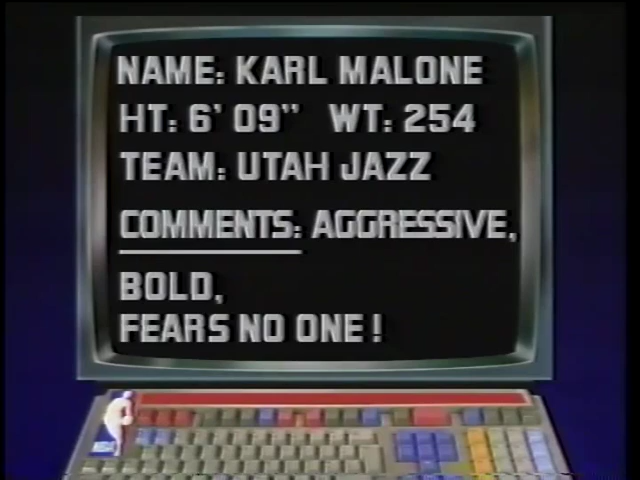 NAME: KARL MALONE
HT: 6' 09" WT: 254
TEAM: UTAH JAZZ
COMMENTS: AGGRESSIVE,
BOLD,
FEARS NO ONE!